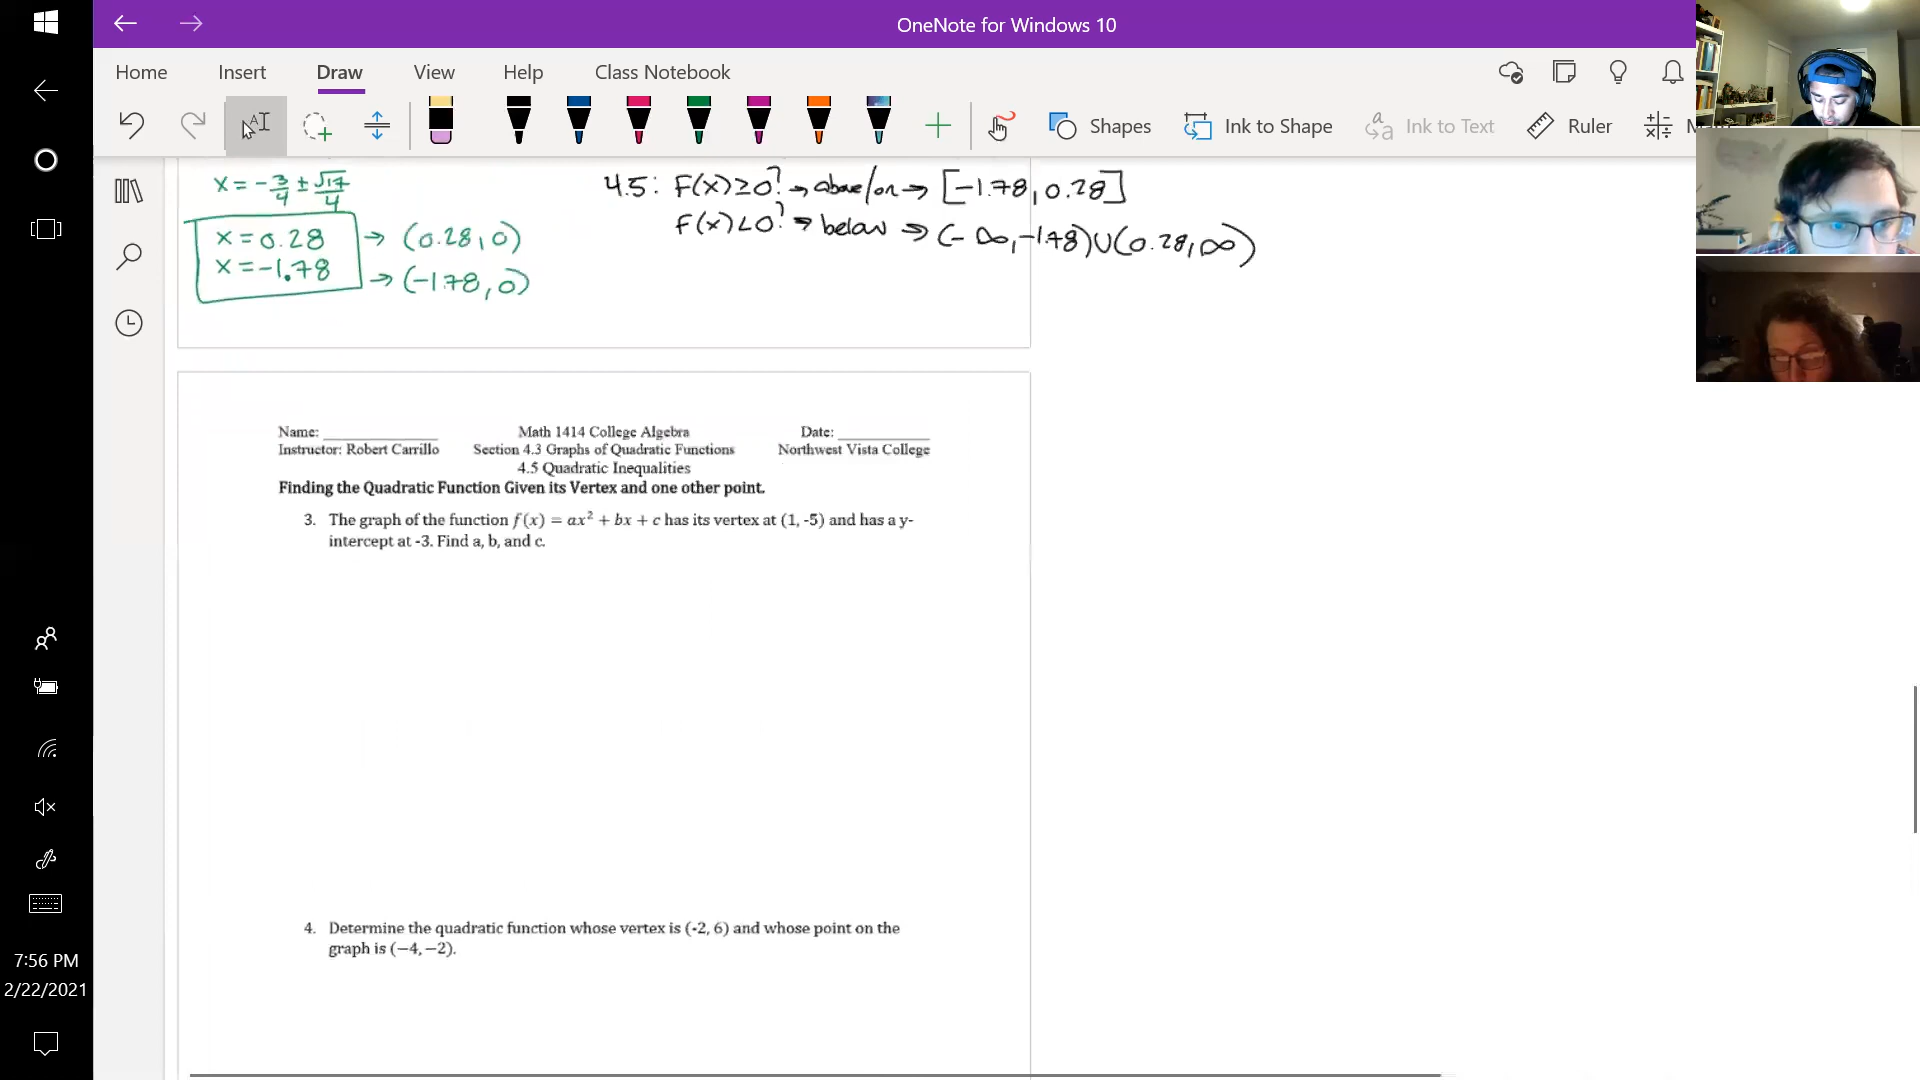 OneNote for Windows 10
Home Insert Draw View Help Class Notebook
Shapes Ink to Shape Ink to Text Ruler
x = -3/4 ± √17/4
x = 0.28 → (0.28, 0)
x = -1.78 → (-1.78, 0)
4.5: F(x) ≥ 0? → above/on → [-1.78, 0.28]
F(x) < 0? → below → (-∞, -1.78) ∪ (0.28, ∞)
Name: ____________ Math 1414 College Algebra Date: ____________
Instructor: Robert Carrillo Section 4.3 Graphs of Quadratic Functions Northwest Vista College
4.5 Quadratic Inequalities
Finding the Quadratic Function Given its Vertex and one other point.
3. The graph of the function f(x) = ax² + bx + c has its vertex at (1, -5) and has a y-
intercept at -3. Find a, b, and c.
4. Determine the quadratic function whose vertex is (-2, 6) and whose point on the
graph is (−4, −2).
7:56 PM
2/22/2021